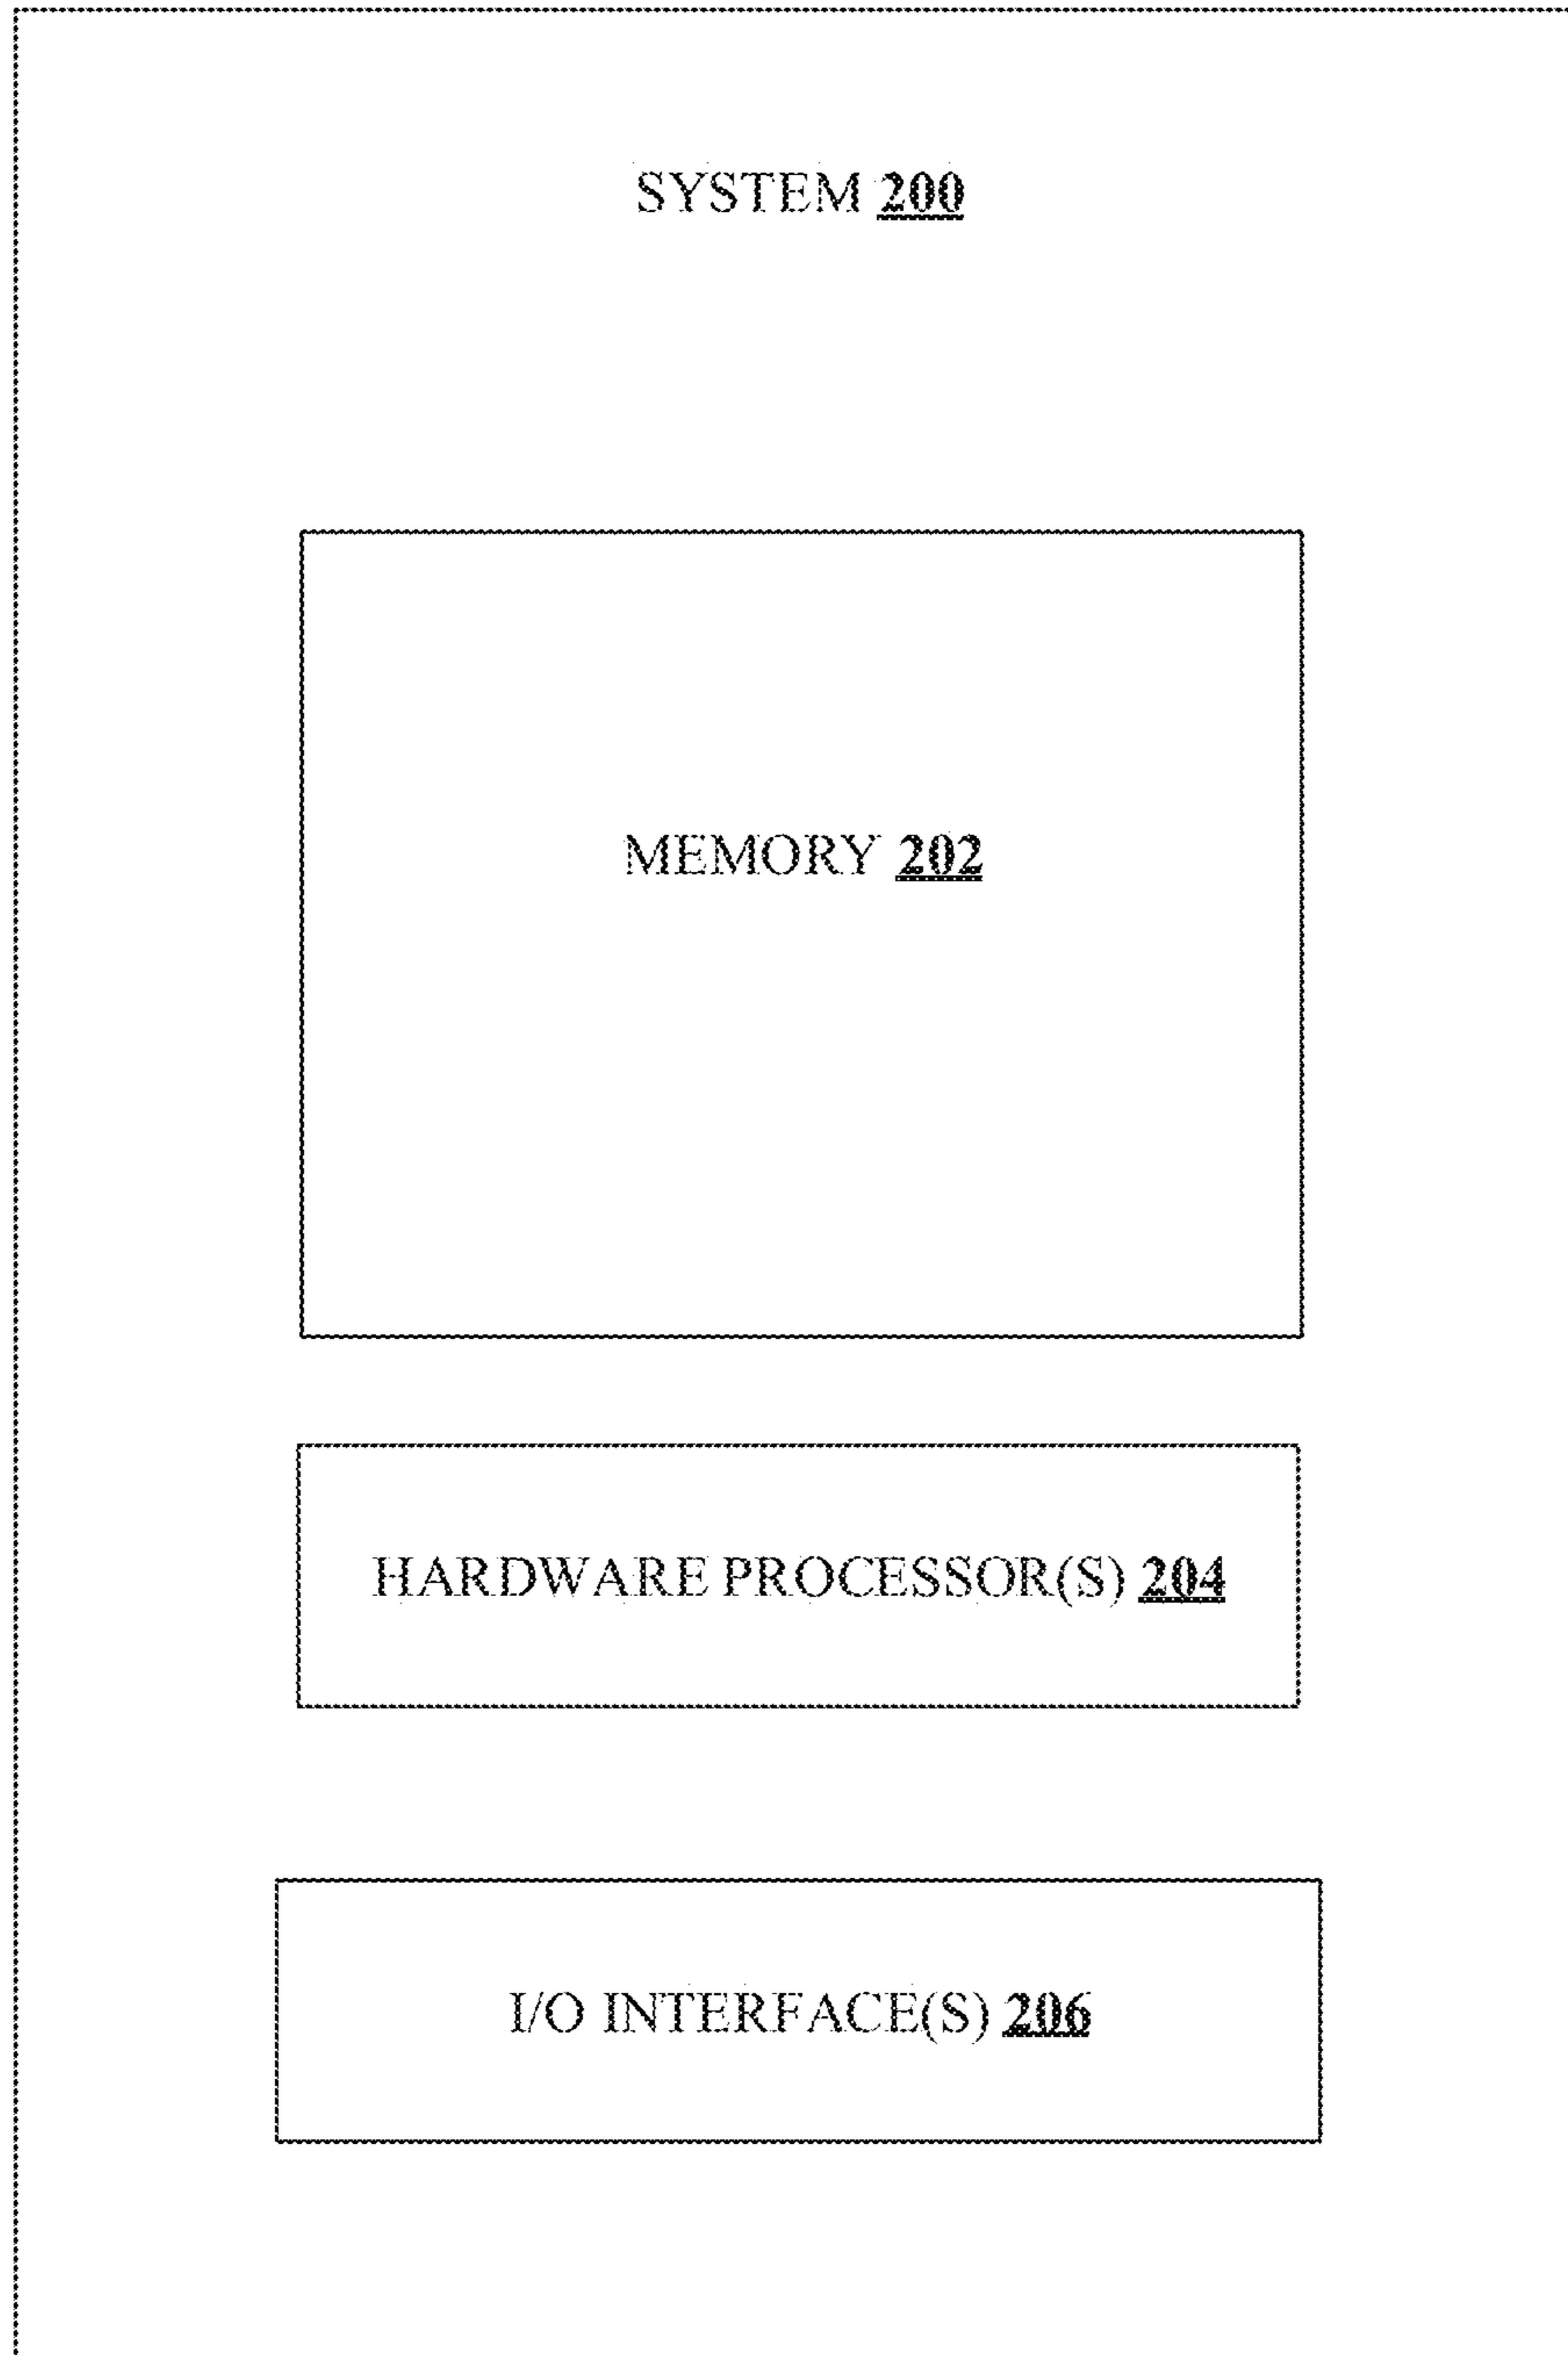 SYSTEM 200
MEMORY 202
HARDWARE PROCESSOR(S) 204
I/O INTERFACE(S) 206